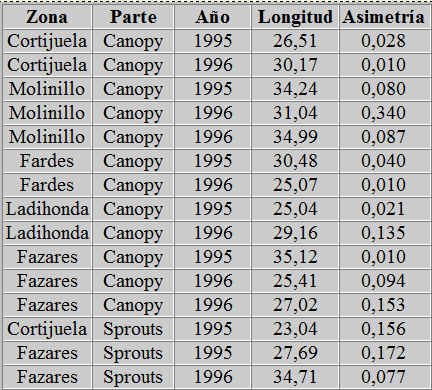 Zona Parte Año Longitud Asimetría
Cortijuela Canopy 1995 26,51 0,028
Cortijuela Canopy 1996 30,17 0,010
Molinillo Canopy 1995 34,24 0,080
Molinillo Canopy 1996 31,04 0,340
Molinillo Canopy 1996 34,99 0,087
Fardes Canopy 1995 30,48 0,040
Fardes Canopy 1996 25,07 0,010
Ladihonda Canopy 1995 25,04 0,021
Ladihonda Canopy 1996 29,16 0,135
Fazares Canopy 1995 35,12 0,010
Fazares Canopy 1996 25,41 0,094
Fazares Canopy 1996 27,02 0,153
Cortijuela Sprouts 1995 23,04 0,156
Fazares Sprouts 1995 27,69 0,172
Fazares Sprouts 1996 34,71 0,077